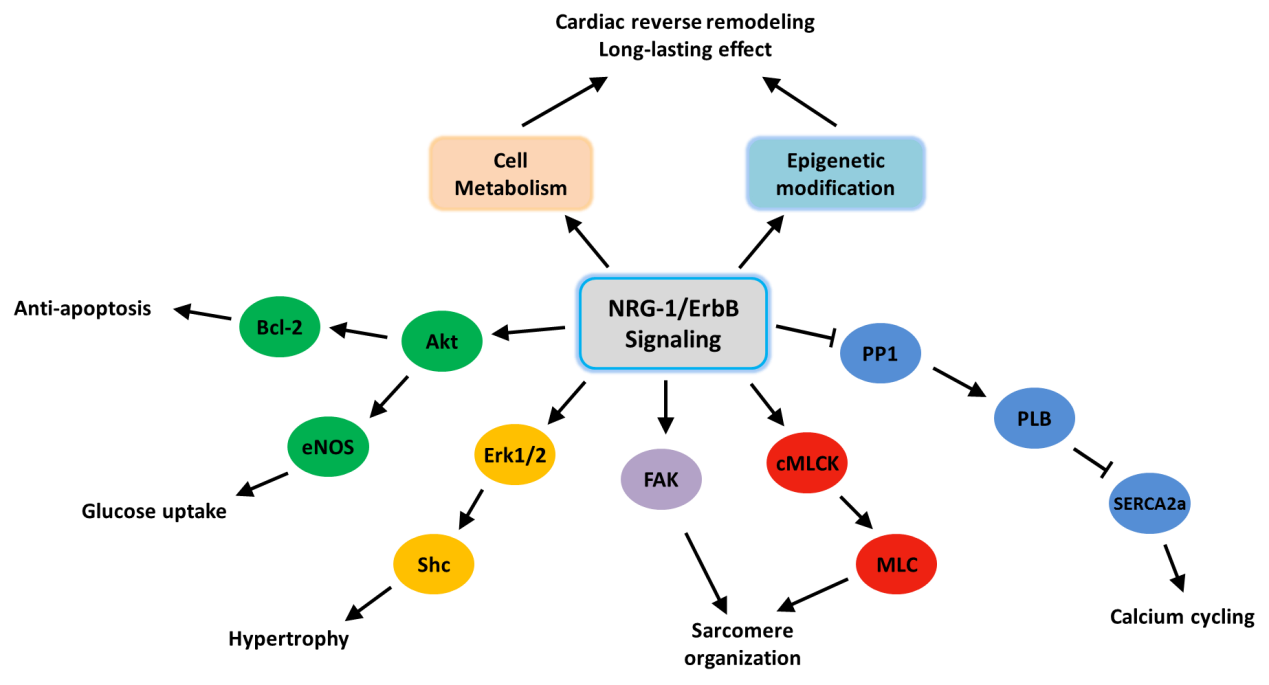 Cardiac reverse remodeling
Long-lasting effect
Cell
Metabolism
Epigenetic
modification
NRG-1/ErbB
Signaling
Anti-apoptosis
Bcl-2
Akt
PP1
PLB
eNOS
Erk1/2
FAK
cMLCK
SERCA2a
Glucose uptake
Shc
MLC
Hypertrophy
Sarcomere
organization
Calcium cycling